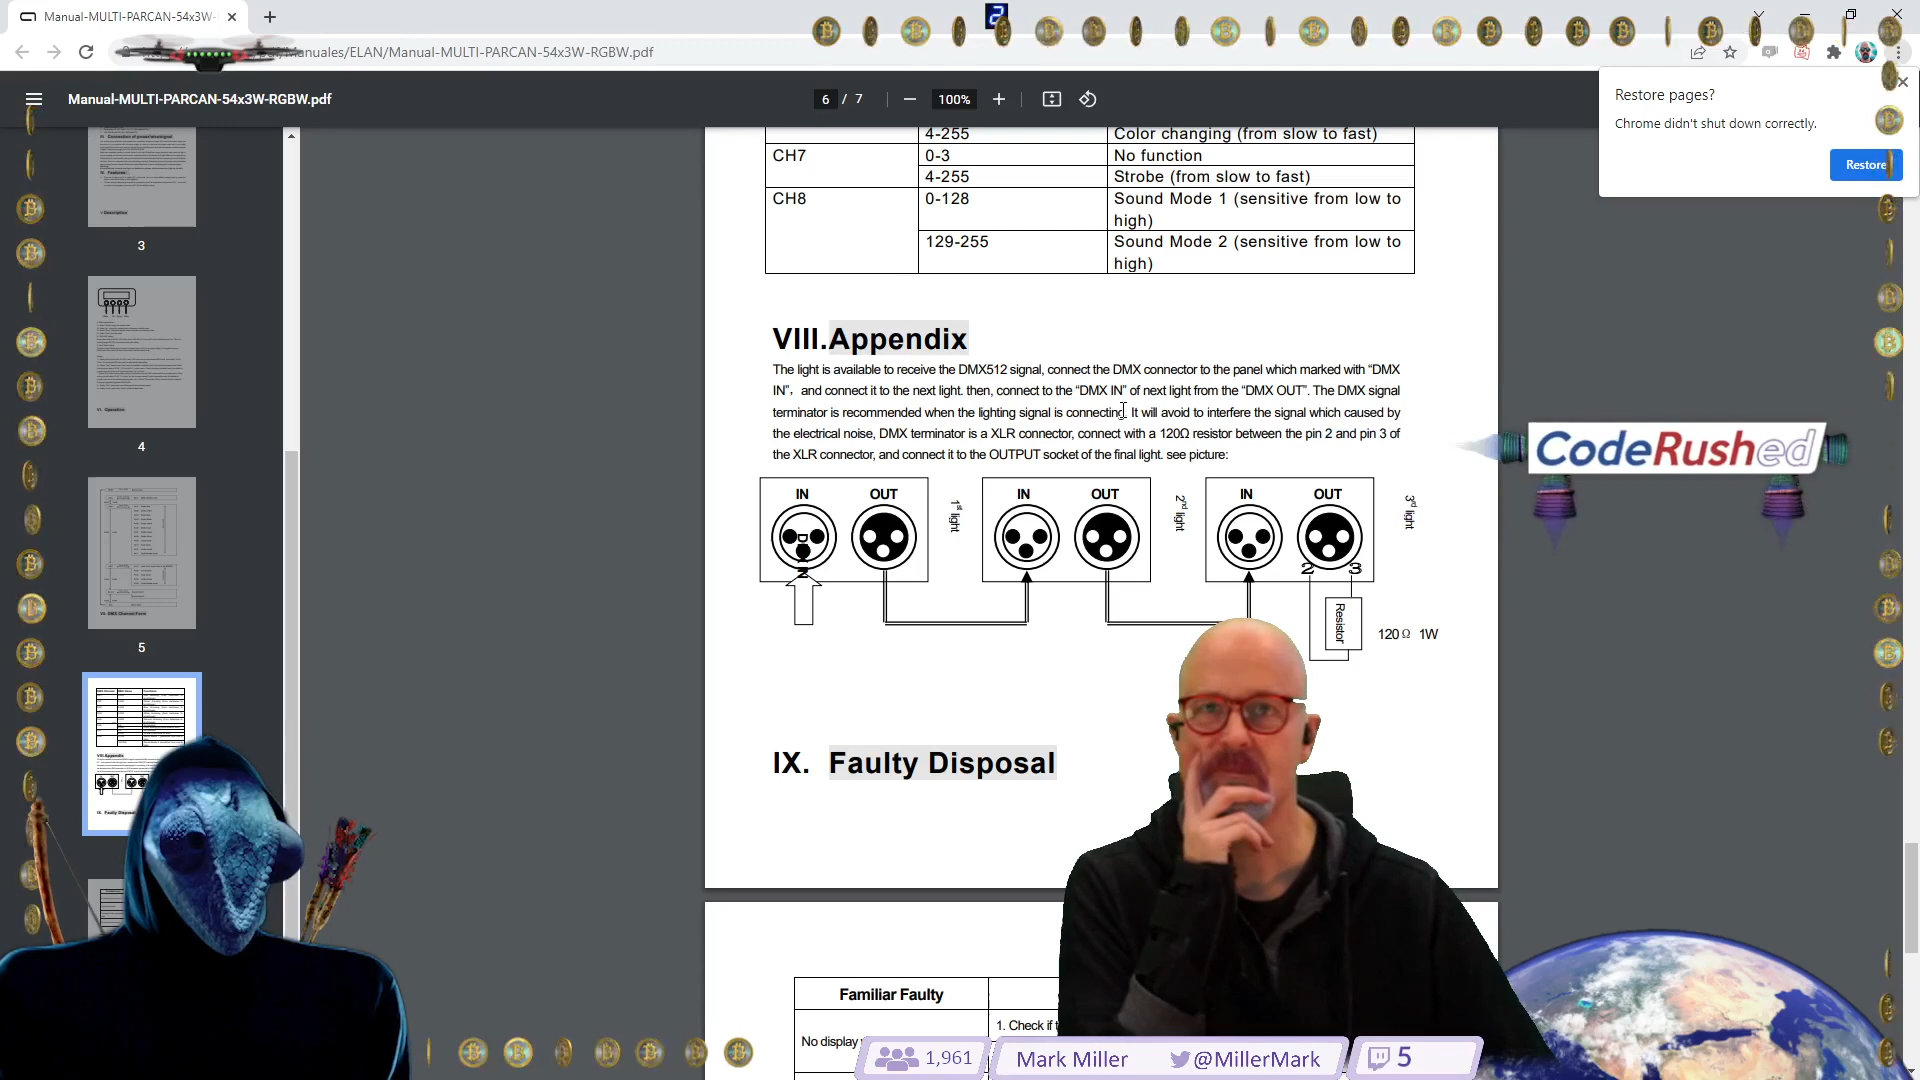 Manual-MULTI-PARCAN-54x3W-
2
/Manuales/ELAN/Manual-MULTI-PARCAN-54x3W-RGBW.pdf
Manual-MULTI-PARCAN-54x3W-RGBW.pdf
6 / 7
100%
Restore pages?
Chrome didn't shut down correctly.
Restore
3
4
5
4-255 Color changing (from slow to fast)
CH7 0-3 No function
4-255 Strobe (from slow to fast)
CH8 0-128 Sound Mode 1 (sensitive from low to
high)
129-255 Sound Mode 2 (sensitive from low to
high)
VIII.Appendix
The light is available to receive the DMX512 signal, connect the DMX connector to the panel which marked with “DMX
IN”, and connect it to the next light. then, connect to the “DMX IN” of next light from the “DMX OUT”. The DMX signal
terminator is recommended when the lighting signal is connecting. It will avoid to interfere the signal which caused by
the electrical noise, DMX terminator is a XLR connector, connect with a 120Ω resistor between the pin 2 and pin 3 of
the XLR connector, and connect it to the OUTPUT socket of the final light. see picture:
IN OUT 1st light IN OUT 2nd light IN OUT 3rd light
2 3
Resistor
120Ω 1W
CodeRushed
IX. Faulty Disposal
Familiar Faulty
1. Check if
No display
1,961
Mark Miller
@MillerMark
5